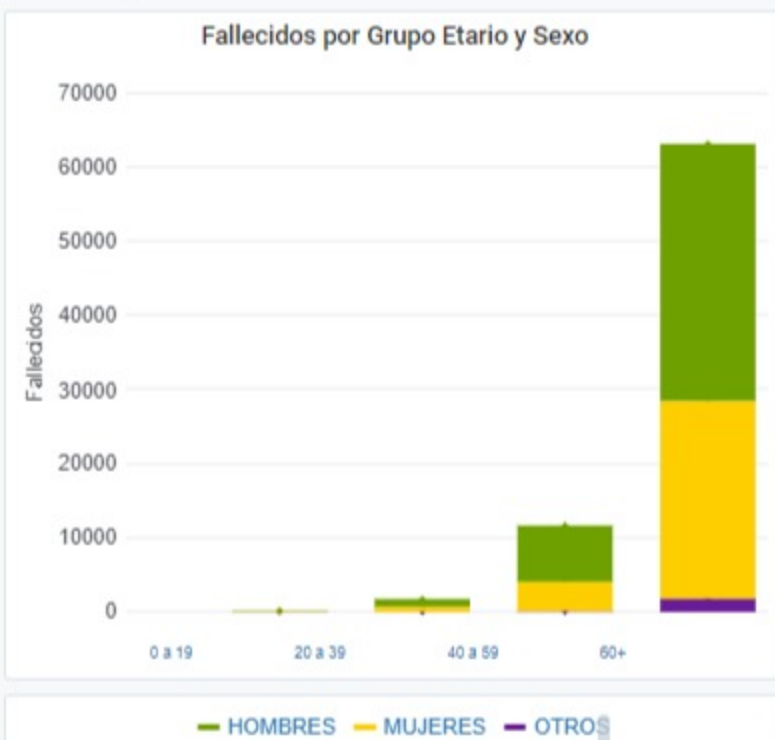 Fallecidos por Grupo Etario y Sexo
70000
60000
50000
40000
30000
20000
10000
0
Fallecidos
0 a 19 20 a 39 40 a 59 60+
HOMBRES MUJERES OTROS